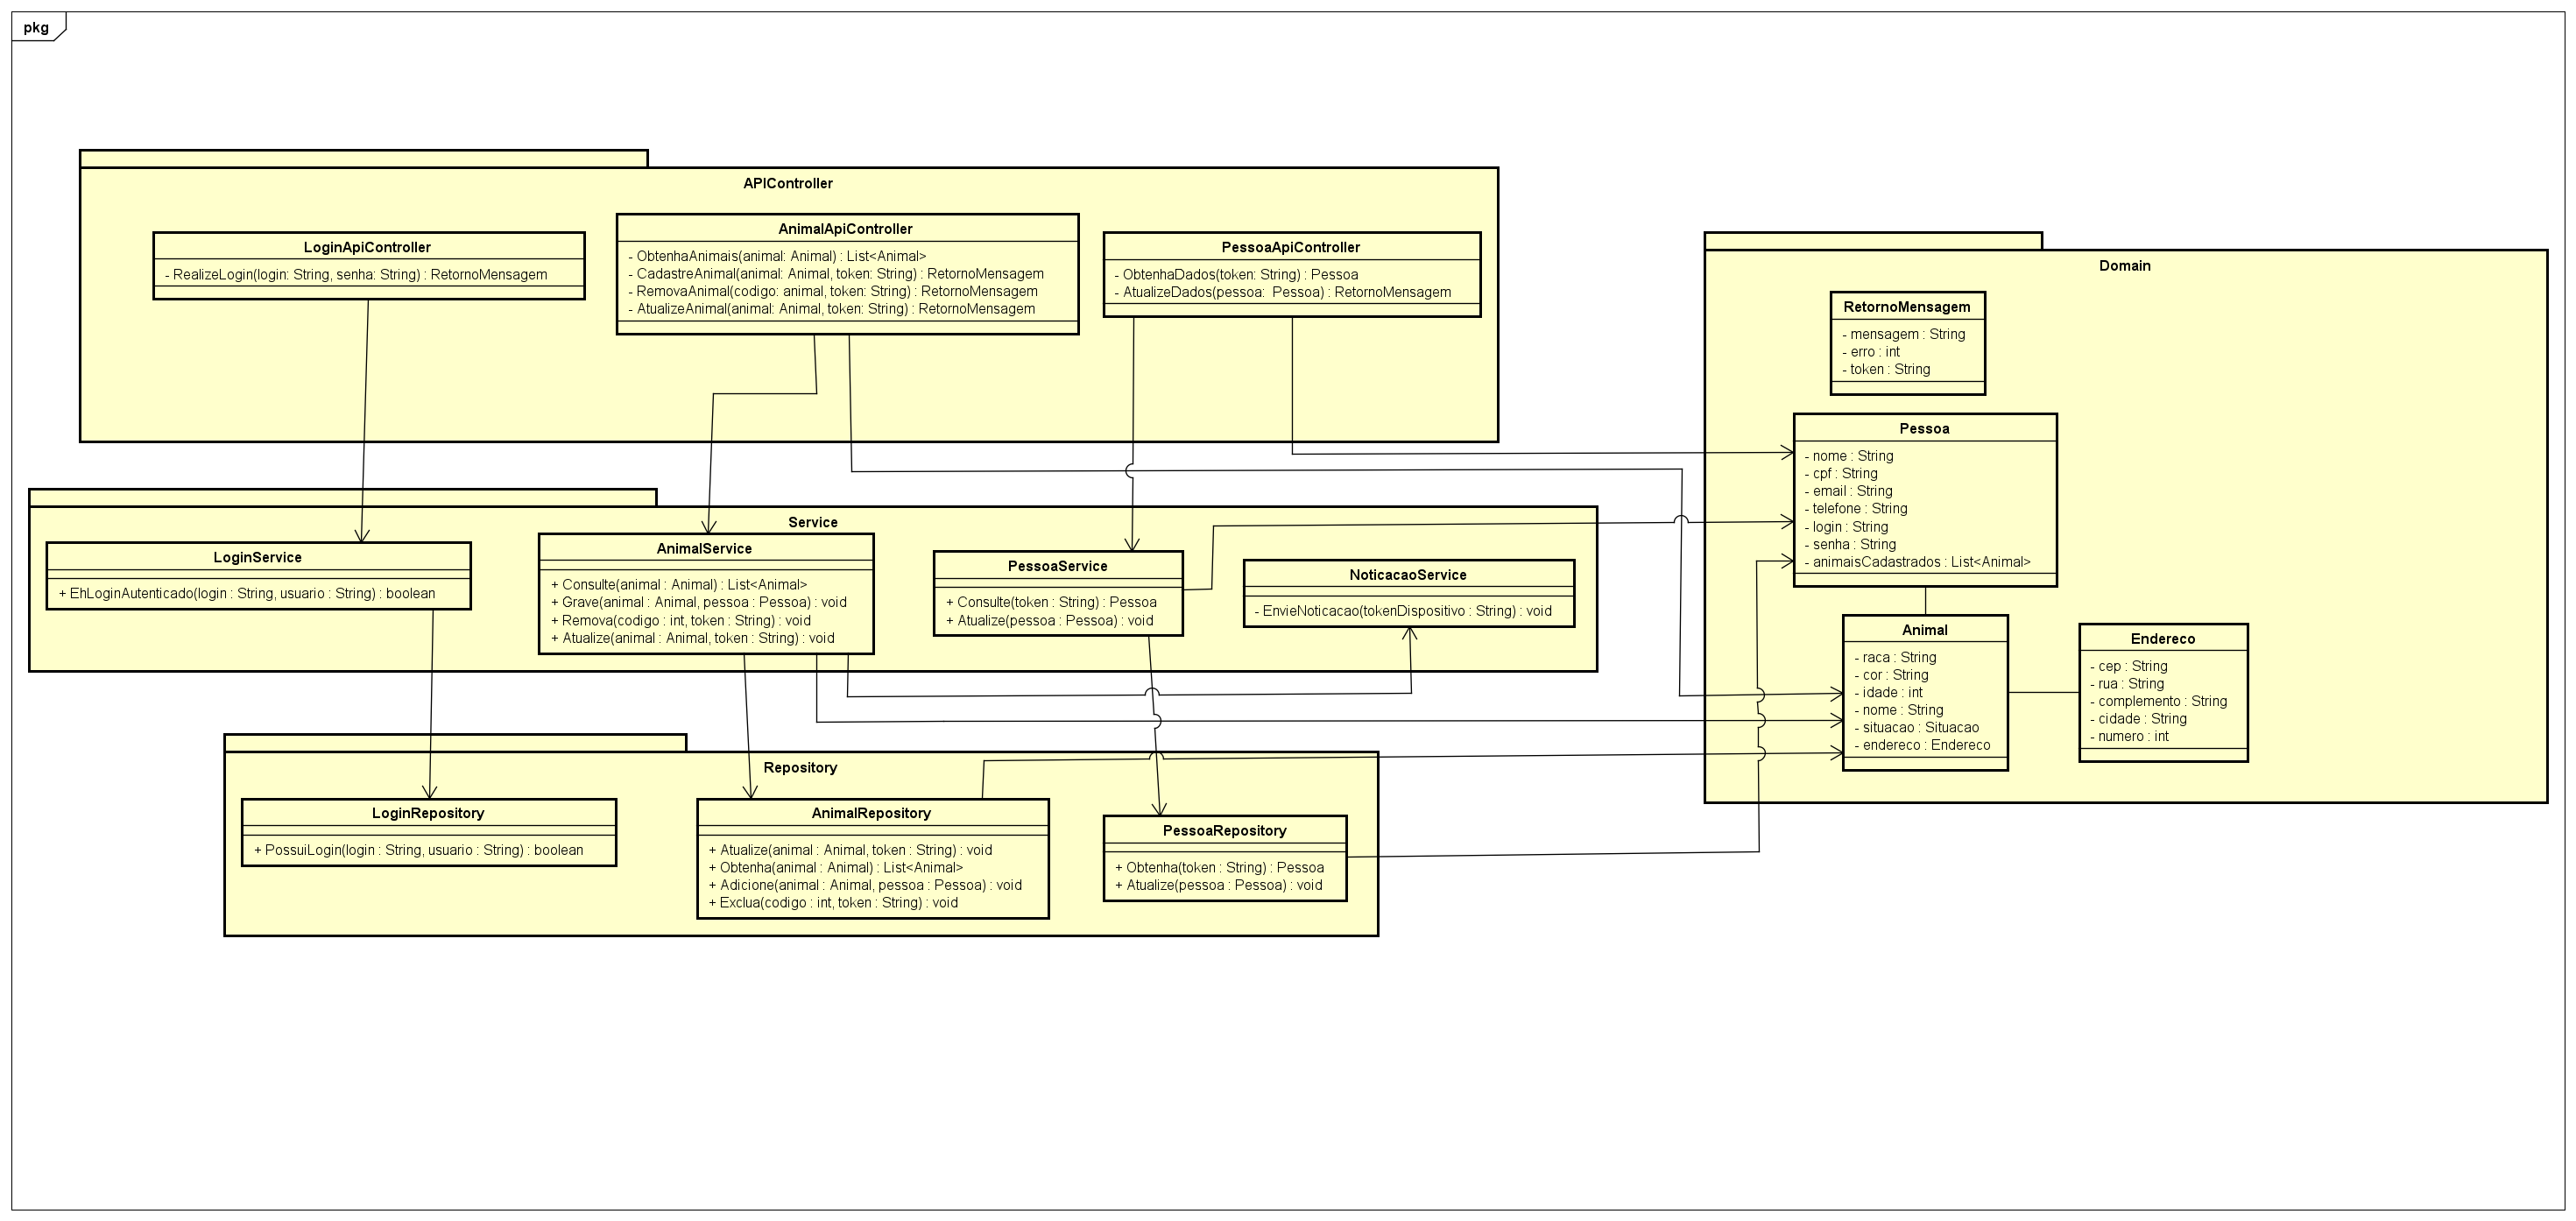 pkg
APIController
LoginApiController
- RealizeLogin(login: String, senha: String) : RetornoMensagem
AnimalApiController
- ObtenhaAnimais(animal: Animal) : List<Animal>
- CadastreAnimal(animal: Animal, token: String) : RetornoMensagem
- RemovaAnimal(codigo: animal, token: String) : RetornoMensagem
- AtualizeAnimal(animal: Animal, token: String) : RetornoMensagem
PessoaApiController
- ObtenhaDados(token: String) : Pessoa
- AtualizeDados(pessoa:  Pessoa) : RetornoMensagem
Domain
RetornoMensagem
- mensagem : String
- erro : int
- token : String
Pessoa
- nome : String
- cpf : String
- email : String
- telefone : String
- login : String
- senha : String
- animaisCadastrados : List<Animal>
Animal
- raca : String
- cor : String
- idade : int
- nome : String
- situacao : Situacao
- endereco : Endereco
Endereco
- cep : String
- rua : String
- complemento : String
- cidade : String
- numero : int
Service
LoginService
+ EhLoginAutenticado(login : String, usuario : String) : boolean
AnimalService
+ Consulte(animal : Animal) : List<Animal>
+ Grave(animal : Animal, pessoa : Pessoa) : void
+ Remova(codigo : int, token : String) : void
+ Atualize(animal : Animal, token : String) : void
PessoaService
+ Consulte(token : String) : Pessoa
+ Atualize(pessoa : Pessoa) : void
NoticacaoService
- EnvieNoticacao(tokenDispositivo : String) : void
Repository
LoginRepository
+ PossuiLogin(login : String, usuario : String) : boolean
AnimalRepository
+ Atualize(animal : Animal, token : String) : void
+ Obtenha(animal : Animal) : List<Animal>
+ Adicione(animal : Animal, pessoa : Pessoa) : void
+ Exclua(codigo : int, token : String) : void
PessoaRepository
+ Obtenha(token : String) : Pessoa
+ Atualize(pessoa : Pessoa) : void